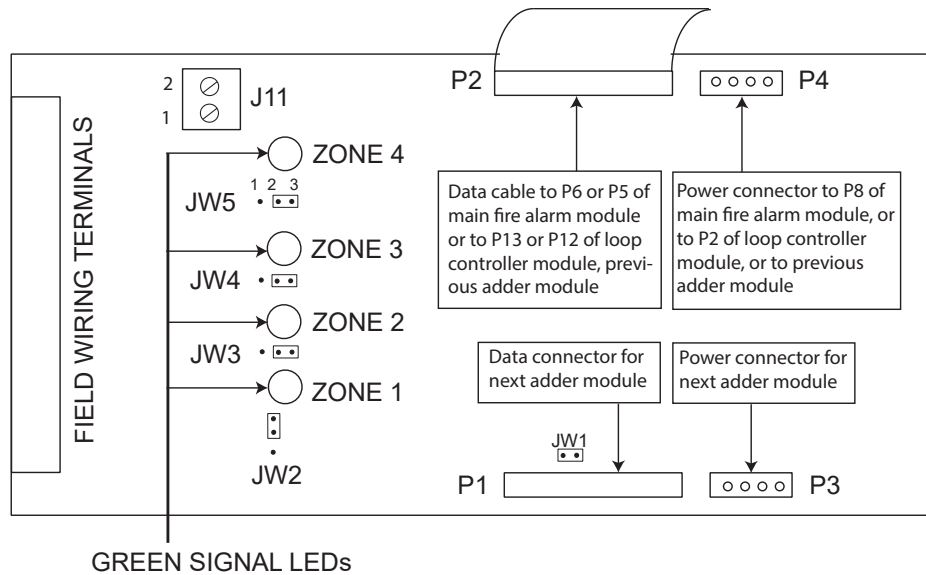 P2
P4
2
1
J11
ZONE 4
1 2 3
JW5
Data cable to P6 or P5 of
main fire alarm module
or to P13 or P12 of loop
controller module, previ-
ous adder module
Power connector to P8 of
main fire alarm module, or
to P2 of loop controller
module, or to previous
adder module
FIELD WIRING TERMINALS
ZONE 3
JW4
ZONE 2
JW3
ZONE 1
JW2
Data connector for
next adder module
Power connector for
next adder module
JW1
P1
P3
GREEN SIGNAL LEDs